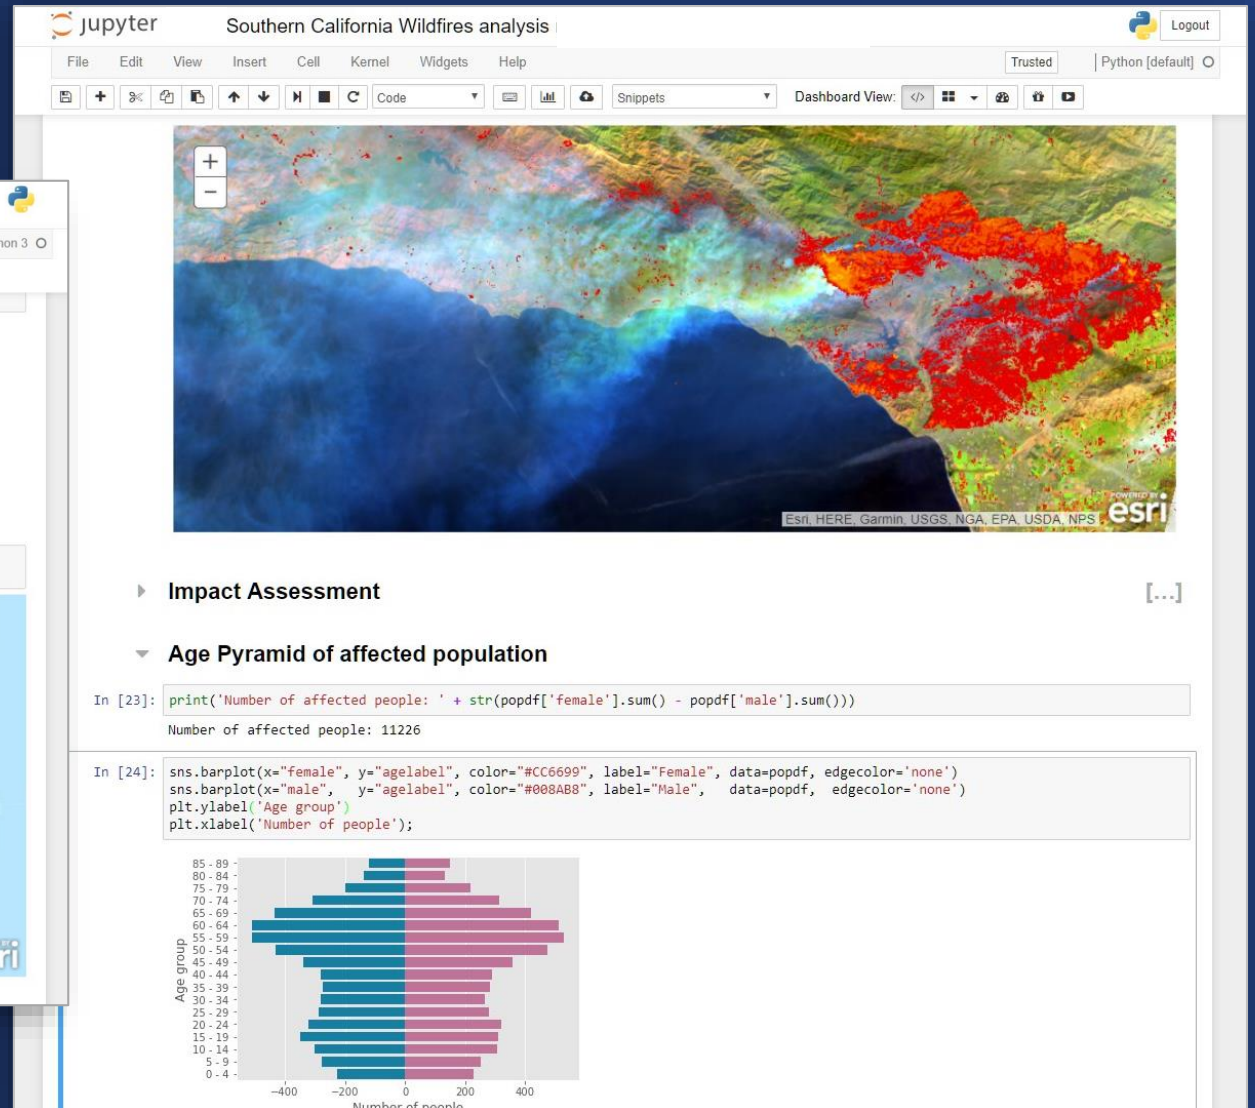 jupyter
Southern California Wildfires analysis
Logout
File Edit View Insert Cell Kernel Widgets Help
Trusted
Python [default]
Code
Snippets
Dashboard View:
+
−
Esri, HERE, Garmin, USGS, NGA, EPA, USDA, NPS
POWERED BY
esri
Impact Assessment
[...]
Age Pyramid of affected population
In [23]: print('Number of affected people: ' + str(popdf['female'].sum() - popdf['male'].sum()))
Number of affected people: 11226
In [24]: sns.barplot(x="female", y="agelabel", color="#CC6699", label="Female", data=popdf, edgecolor='none')
sns.barplot(x="male",   y="agelabel", color="#008AB8", label="Male",   data=popdf,  edgecolor='none')
plt.ylabel('Age group')
plt.xlabel('Number of people');
85 - 89
80 - 84
75 - 79
70 - 74
65 - 69
60 - 64
55 - 59
50 - 54
45 - 49
40 - 44
35 - 39
30 - 34
25 - 29
20 - 24
15 - 19
10 - 14
5 - 9
0 - 4
Age group
−400 −200 0 200 400
Number of people
hon 3
ri